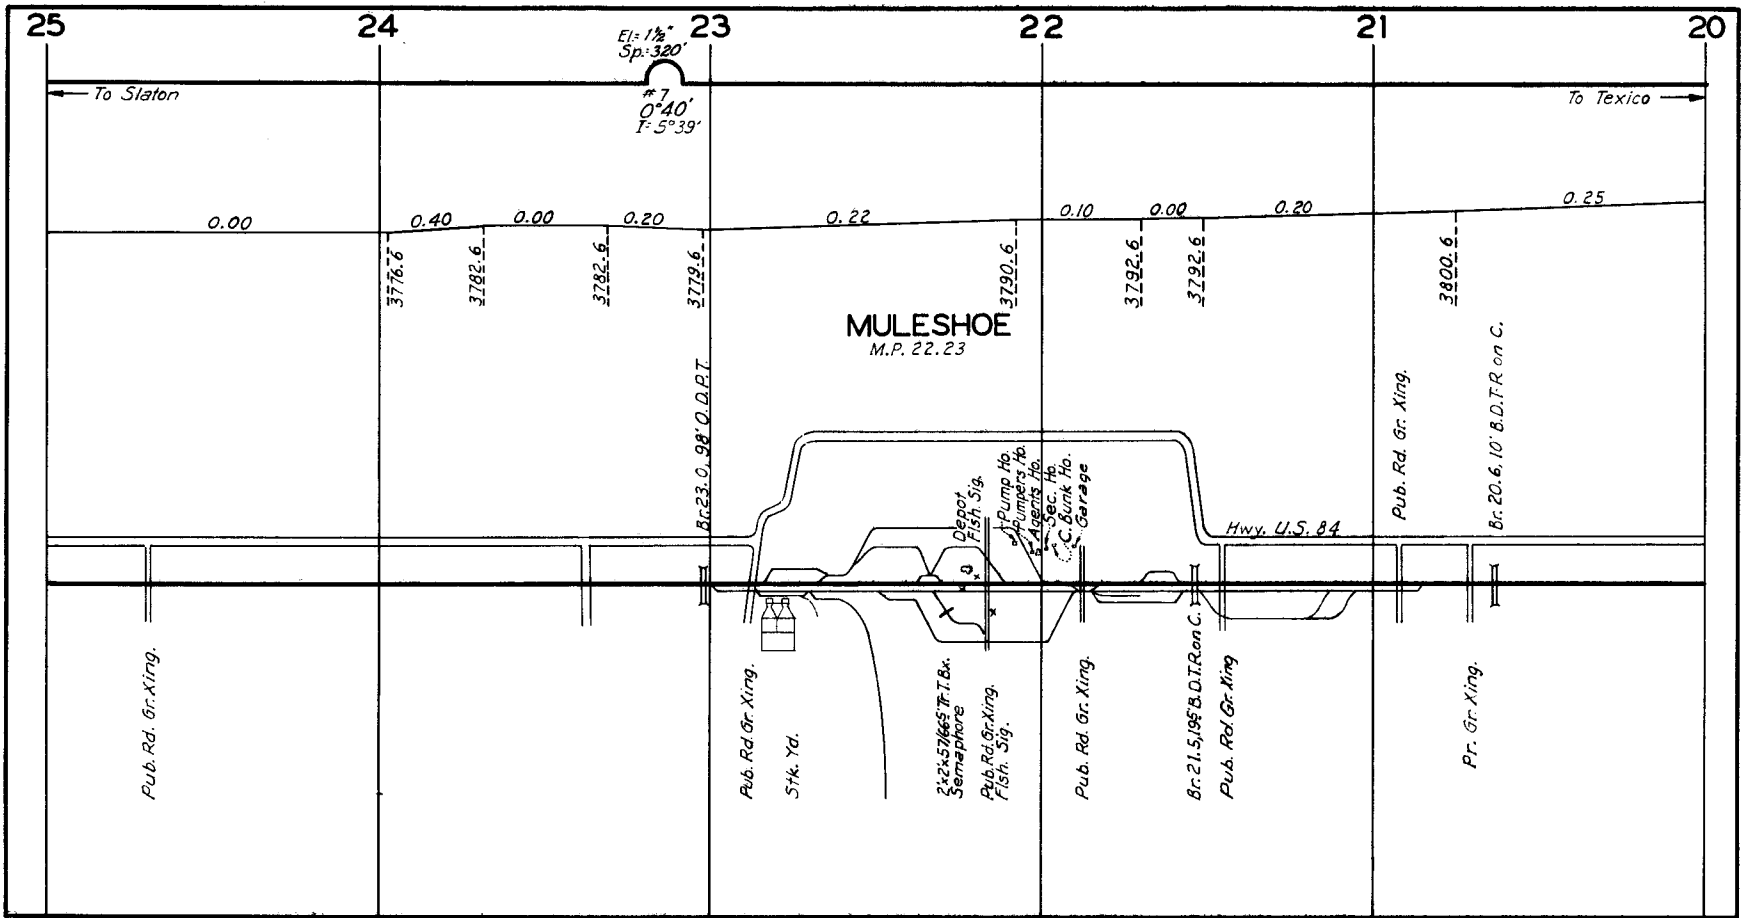 25 24 23 22 21 20
El= 1½"
Sp.=320'
← To Slaton
To Texico →
#7
0°40'
I= 5°39'
0.00 0.40 0.00 0.20 0.22 0.10 0.00 0.20 0.25
3776.6
3782.6
3782.6
3779.6
3790.6
3792.6
3792.6
3800.6
MULESHOE
M.P. 22.23
Br. 23.0, 98' O.D.P.T.
Depot
Flsh. Sig.
Pump Ho.
Pumpers Ho.
Agents Ho.
Sec. Ho.
C. Bunk Ho.
Garage
Hwy. U.S. 84
Pub. Rd. Gr. Xing.
Br. 20.6, 10' B.D.T.R. on C.
Pub. Rd. Gr. Xing.
Pub. Rd. Gr. Xing.
Stk. Yd.
Semaphore
Pub. Rd. Gr. Xing.
Flsh. Sig.
Pub. Rd. Gr. Xing.
Br. 21.5, B.D.T.R. on C.
Pub. Rd. Gr. Xing
Pr. Gr. Xing.